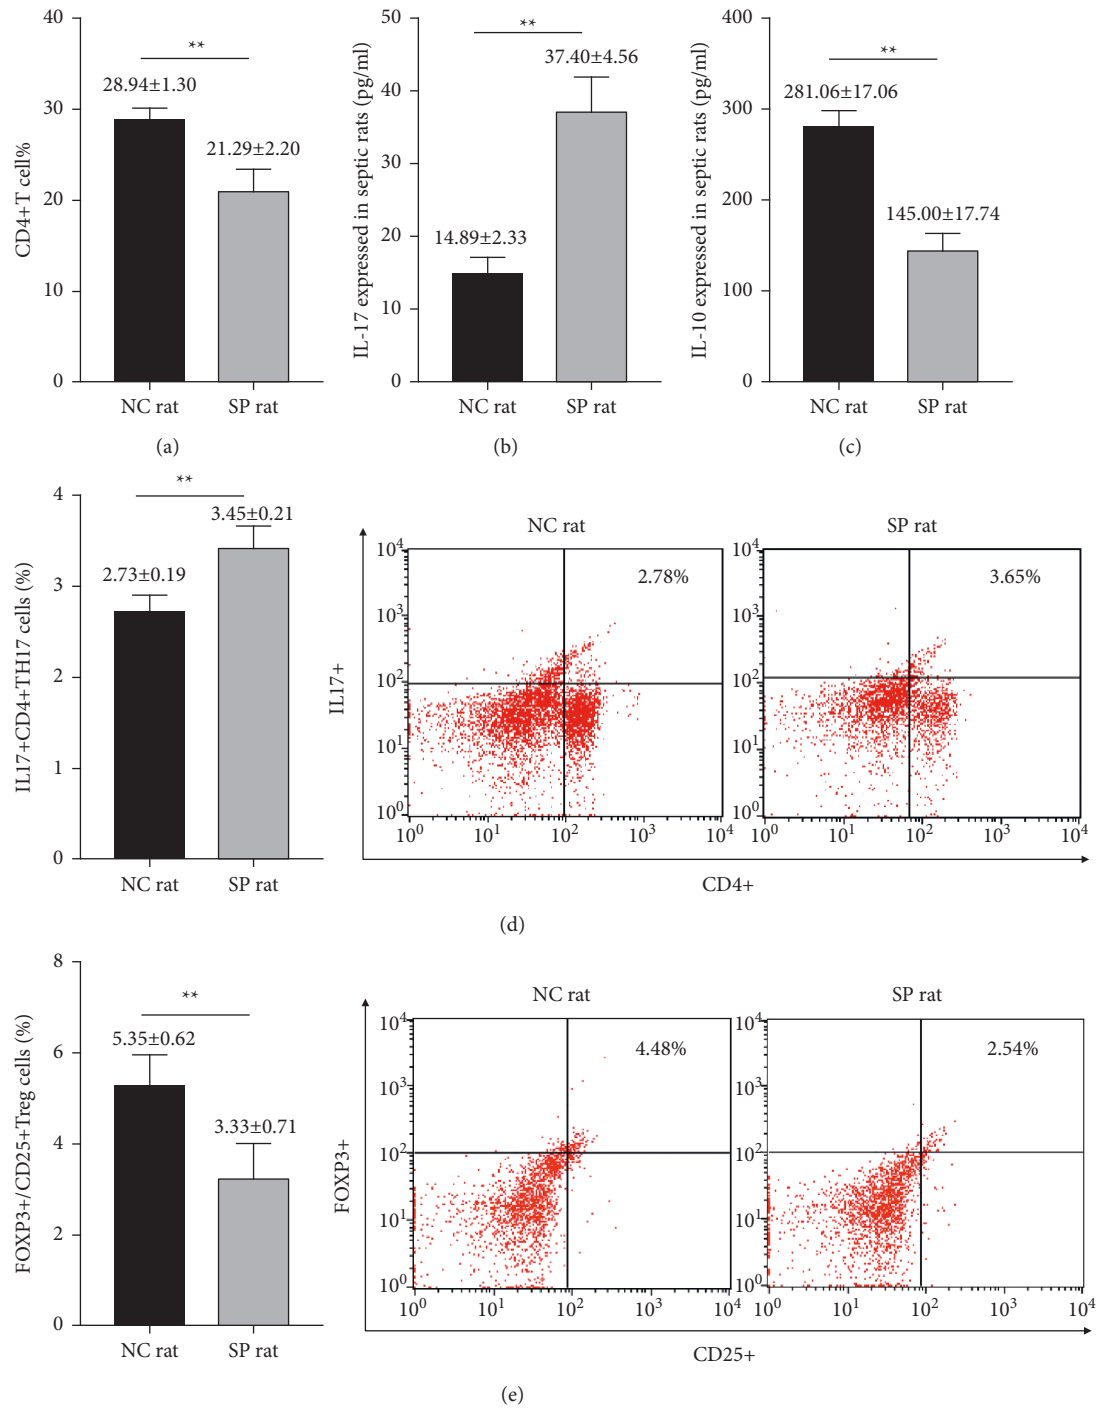 CD4+T cell%
40
30
20
10
0
**
28.94±1.30
21.29±2.20
NC rat
SP rat
(a)
IL-17 expressed in septic rats (pg/ml)
50
40
30
20
10
0
**
14.89±2.33
37.40±4.56
NC rat
SP rat
(b)
IL-10 expressed in septic rats (pg/ml)
400
300
200
100
0
**
281.06±17.06
145.00±17.74
NC rat
SP rat
(c)
IL17+CD4+TH17 cells (%)
4
3
2
1
0
**
2.73±0.19
3.45±0.21
NC rat
SP rat
IL17+
NC rat
10⁴
10³
10²
10¹
10⁰
2.78%
10⁰ 10¹ 10² 10³ 10⁴
SP rat
10⁴
10³
10²
10¹
10⁰
3.65%
10⁰ 10¹ 10² 10³ 10⁴
CD4+
(d)
FOXP3+/CD25+Treg cells (%)
8
6
4
2
0
**
5.35±0.62
3.33±0.71
NC rat
SP rat
FOXP3+
NC rat
10⁴
10³
10²
10¹
10⁰
4.48%
10⁰ 10¹ 10² 10³ 10⁴
SP rat
10⁴
10³
10²
10¹
10⁰
2.54%
10⁰ 10¹ 10² 10³ 10⁴
CD25+
(e)